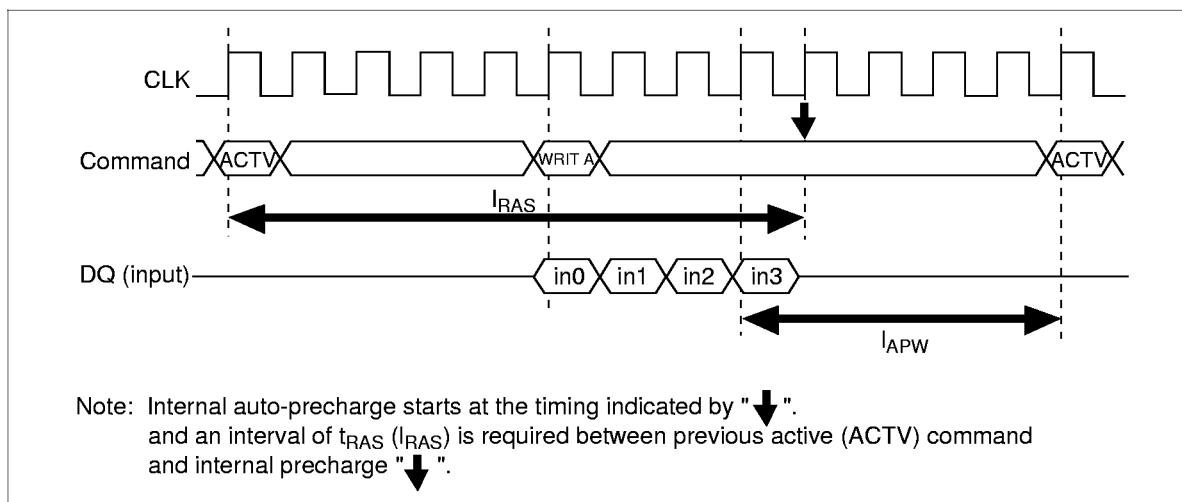 CLK
Command
ACTV
WRIT A
ACTV
lRAS
DQ (input)
in0 in1 in2 in3
lAPW
Note: Internal auto-precharge starts at the timing indicated by "↓".
and an interval of tRAS (lRAS) is required between previous active (ACTV) command
and internal precharge "↓".